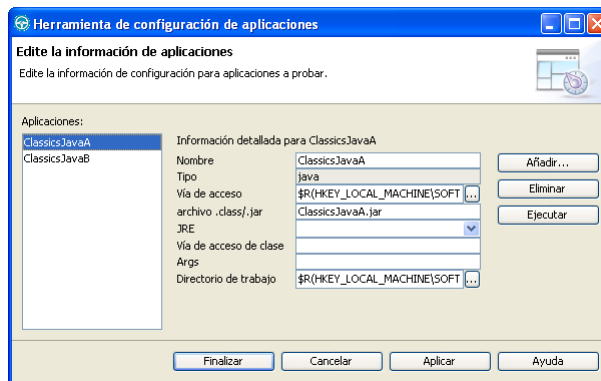 Herramienta de configuración de aplicaciones
Edite la información de aplicaciones
Edite la información de configuración para aplicaciones a probar.
Aplicaciones:
ClassicsJavaA
ClassicsJavaB
Información detallada para ClassicsJavaA
Nombre ClassicsJavaA
Tipo java
Vía de acceso $R(HKEY_LOCAL_MACHINE\SOFT ...
archivo .class/.jar ClassicsJavaA.jar
JRE
Vía de acceso de clase
Args
Directorio de trabajo $R(HKEY_LOCAL_MACHINE\SOFT ...
Añadir...
Eliminar
Ejecutar
Finalizar Cancelar Aplicar Ayuda